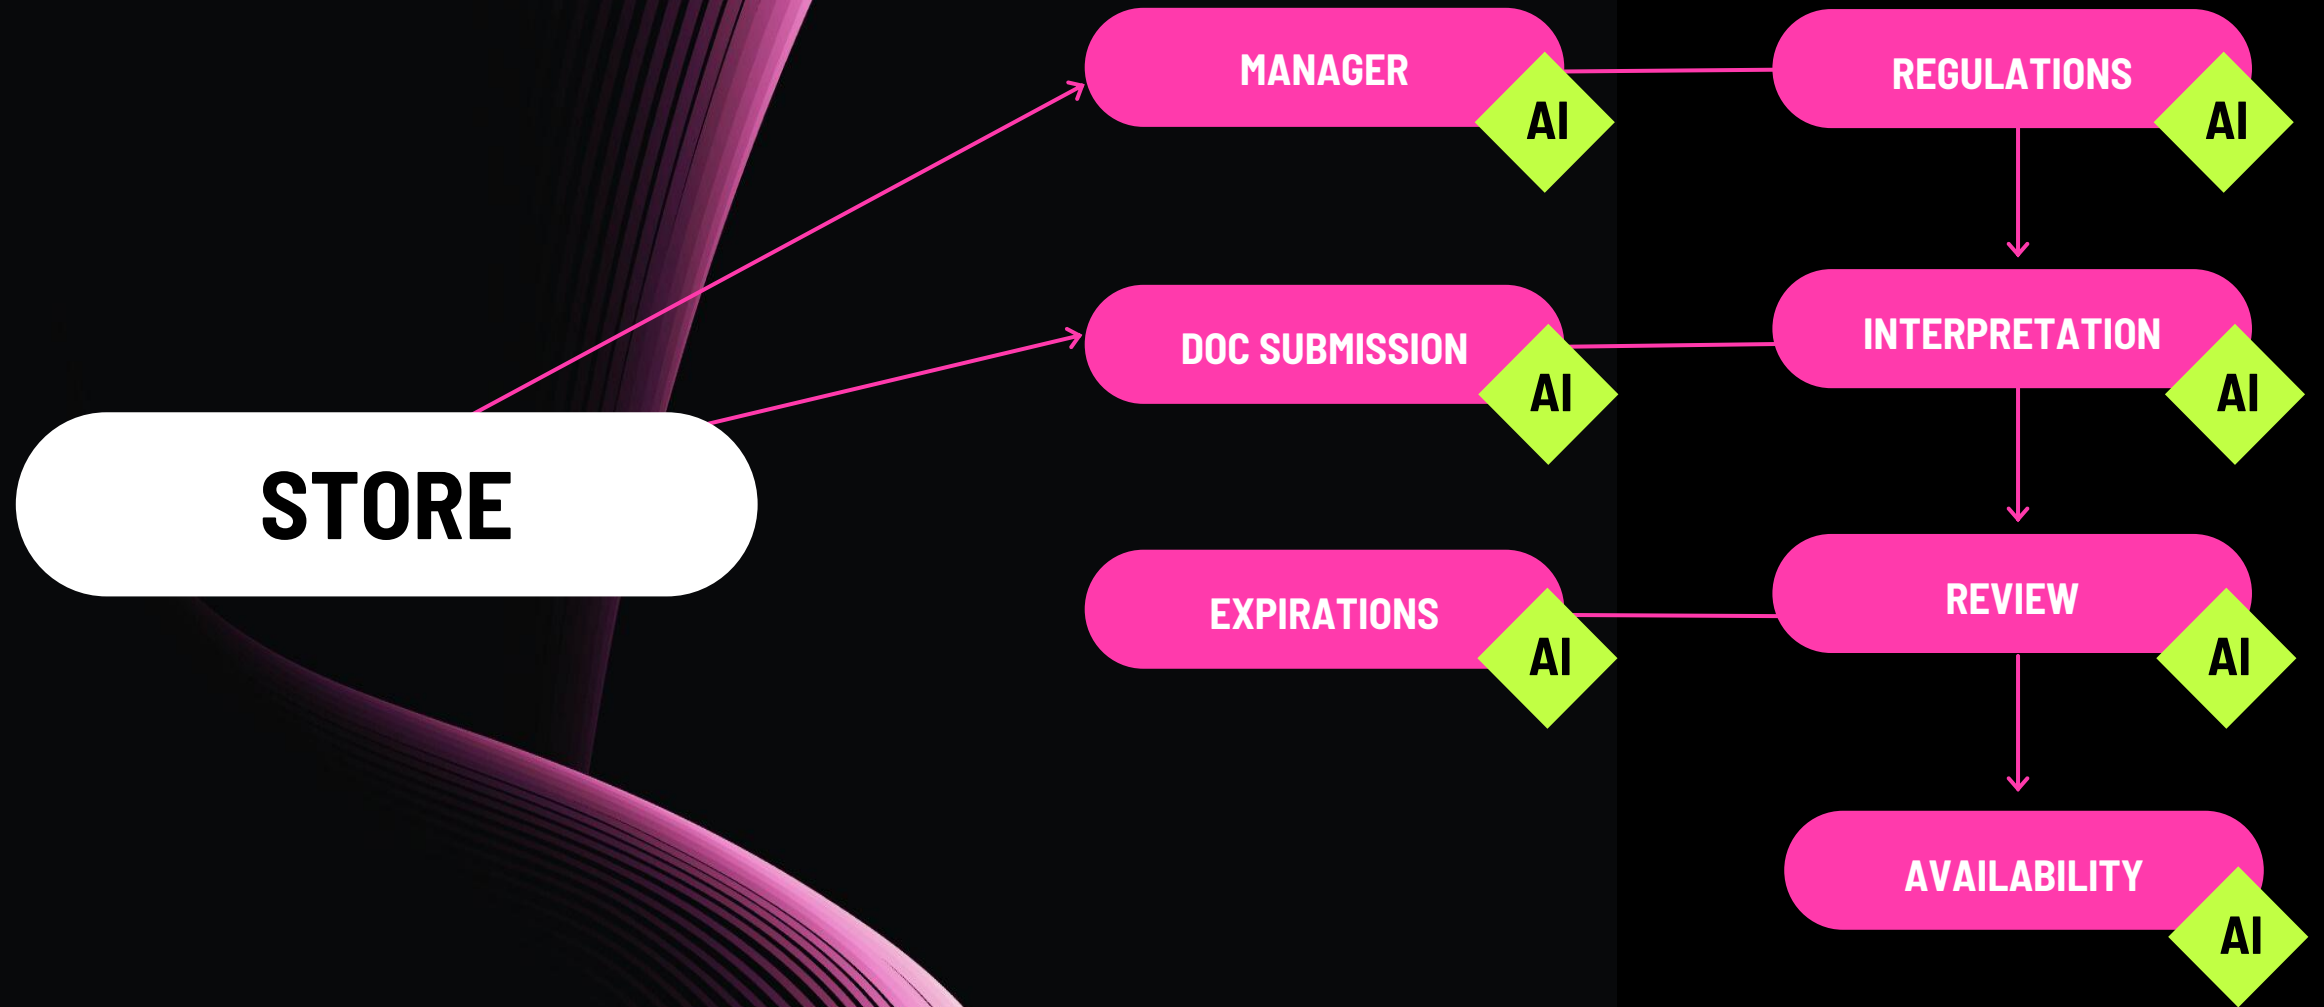 MANAGER
AI
REGULATIONS
AI
DOC SUBMISSION
AI
INTERPRETATION
AI
STORE
EXPIRATIONS
AI
REVIEW
AI
AVAILABILITY
AI